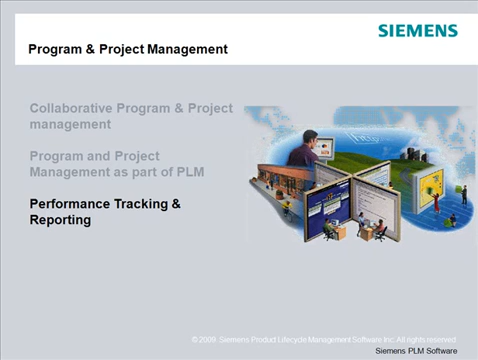 SIEMENS
Program & Project Management
Collaborative Program & Project
management
Program and Project
Management as part of PLM
Performance Tracking &
Reporting
http
© 2009. Siemens Product Lifecycle Management Software Inc. All rights reserved
Siemens PLM Software